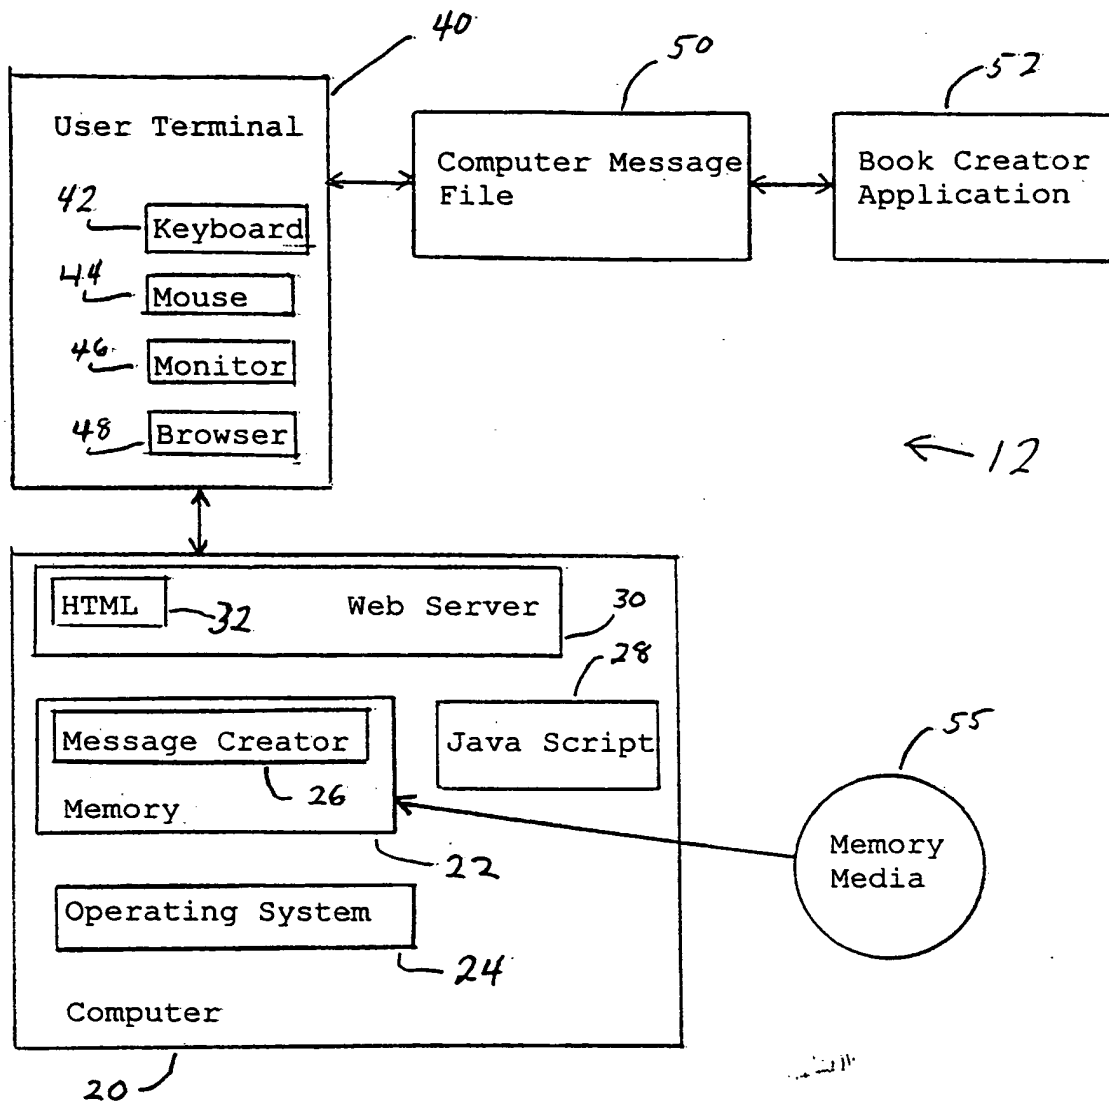 40
50
52
User Terminal
Computer Message
File
Book Creator
Application
42
Keyboard
44
Mouse
46
Monitor
48
Browser
12
HTML
32
Web Server
30
28
Message Creator
26
Memory
22
Java Script
55
Memory
Media
Operating System
24
Computer
20